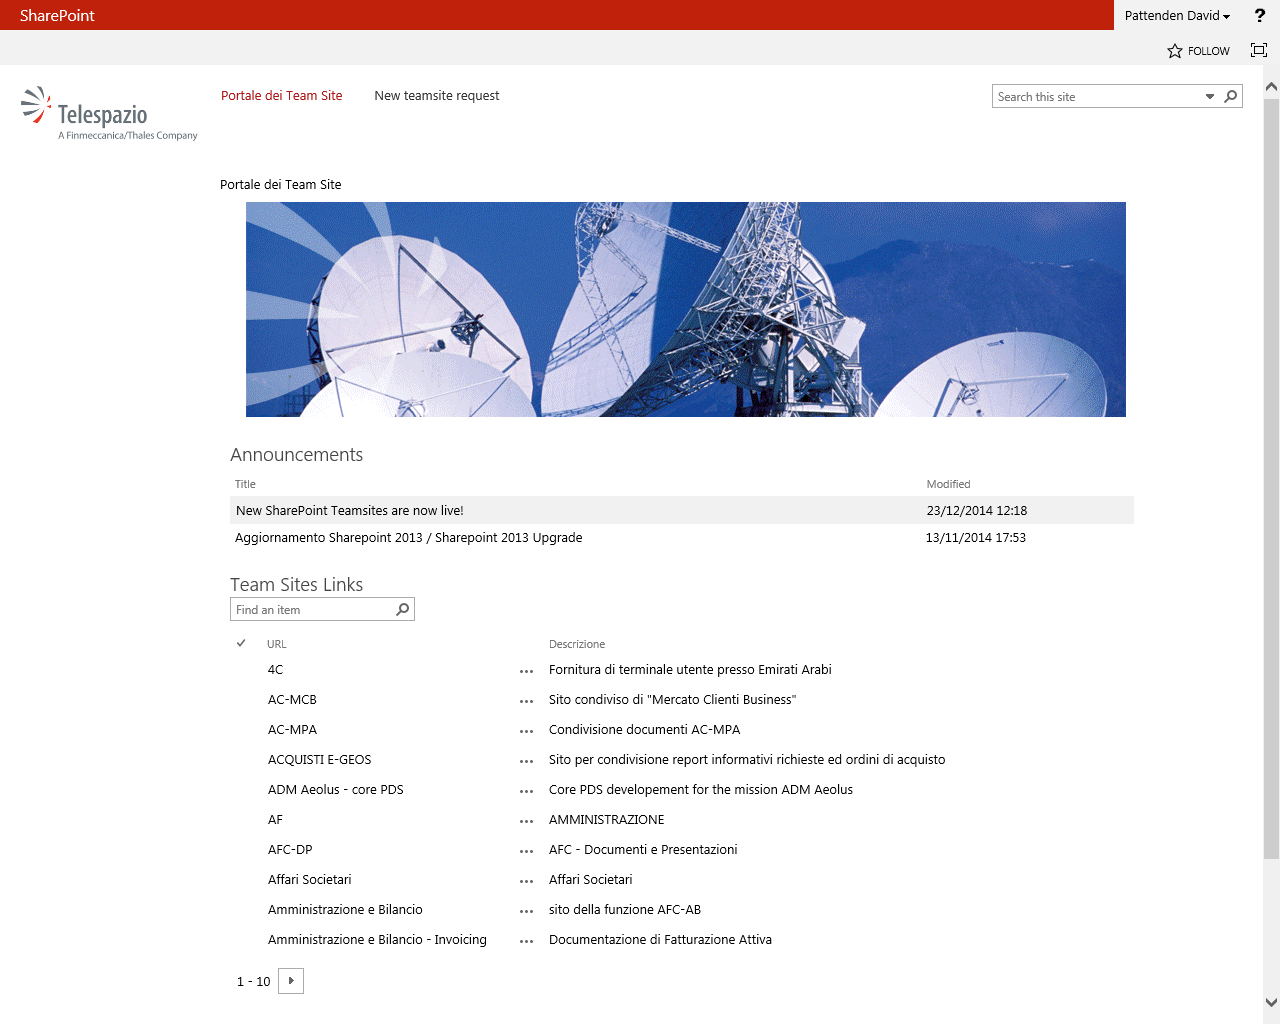 SharePoint
Pattenden David
?
FOLLOW
Telespazio
A Finmeccanica/Thales Company
Portale dei Team Site
New teamsite request
Search this site
Portale dei Team Site
Announcements
Title Modified
New SharePoint Teamsites are now live! 23/12/2014 12:18
Aggiornamento Sharepoint 2013 / Sharepoint 2013 Upgrade 13/11/2014 17:53
Team Sites Links
Find an item
URL Descrizione
4C ... Fornitura di terminale utente presso Emirati Arabi
AC-MCB ... Sito condiviso di "Mercato Clienti Business"
AC-MPA ... Condivisione documenti AC-MPA
ACQUISTI E-GEOS ... Sito per condivisione report informativi richieste ed ordini di acquisto
ADM Aeolus - core PDS ... Core PDS developement for the mission ADM Aeolus
AF ... AMMINISTRAZIONE
AFC-DP ... AFC - Documenti e Presentazioni
Affari Societari ... Affari Societari
Amministrazione e Bilancio ... sito della funzione AFC-AB
Amministrazione e Bilancio - Invoicing ... Documentazione di Fatturazione Attiva
1 - 10